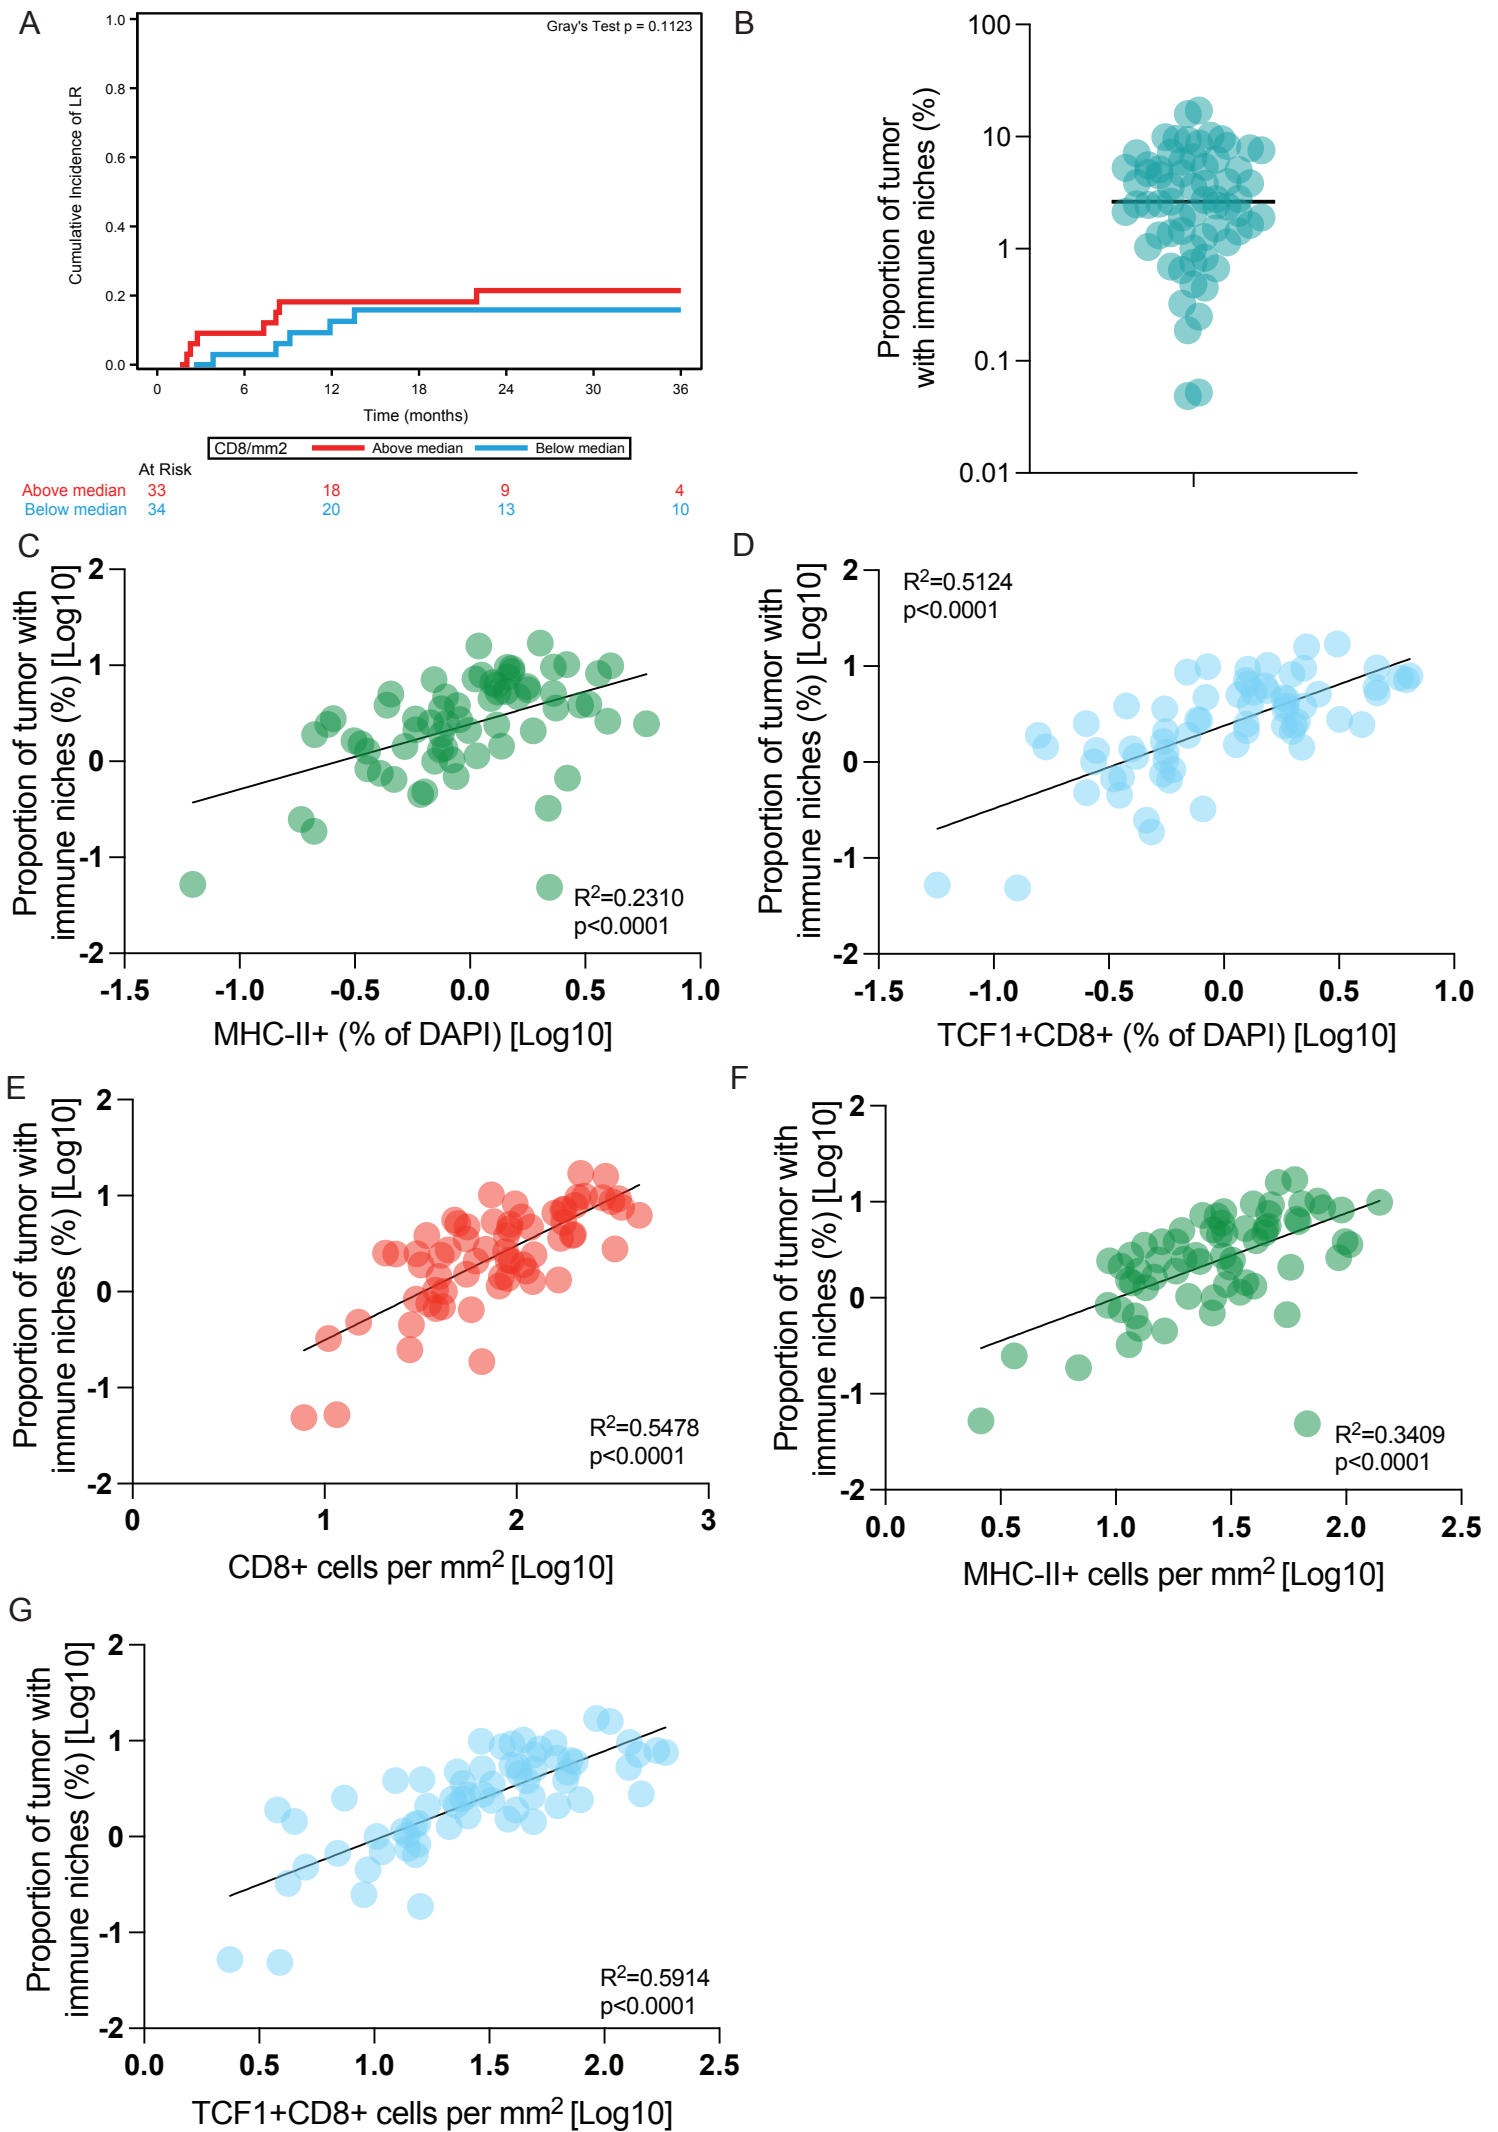 A
Gray's Test p = 0.1123
Cumulative Incidence of LR
1.0
0.8
0.6
0.4
0.2
0.0
0 6 12 18 24 30 36
Time (months)
CD8/mm2 Above median Below median
At Risk
Above median 33 18 9 4
Below median 34 20 13 10
B
Proportion of tumor
with immune niches (%)
100
10
1
0.1
0.01
C
Proportion of tumor with
immune niches (%) [Log10]
2
1
0
-1
-2
R2=0.2310
p<0.0001
-1.5 -1.0 -0.5 0.0 0.5 1.0
MHC-II+ (% of DAPI) [Log10]
D
Proportion of tumor with
immune niches (%) [Log10]
2
1
0
-1
-2
R2=0.5124
p<0.0001
-1.5 -1.0 -0.5 0.0 0.5 1.0
TCF1+CD8+ (% of DAPI) [Log10]
E
Proportion of tumor with
immune niches (%) [Log10]
2
1
0
-1
-2
R2=0.5478
p<0.0001
0 1 2 3
CD8+ cells per mm2 [Log10]
F
Proportion of tumor with
immune niches (%) [Log10]
2
1
0
-1
-2
R2=0.3409
p<0.0001
0.0 0.5 1.0 1.5 2.0 2.5
MHC-II+ cells per mm2 [Log10]
G
Proportion of tumor with
immune niches (%) [Log10]
2
1
0
-1
-2
R2=0.5914
p<0.0001
0.0 0.5 1.0 1.5 2.0 2.5
TCF1+CD8+ cells per mm2 [Log10]